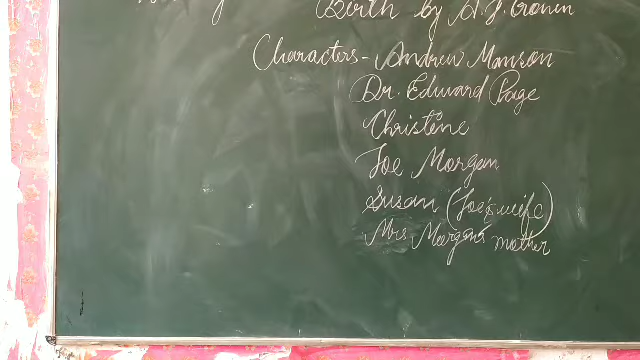 Birth by A.J. Cronin
Characters - Andrew Manson
Dr. Edward Page
Christine
Joe Morgan
Susan (Joe's wife)
Mrs. Morgan's mother